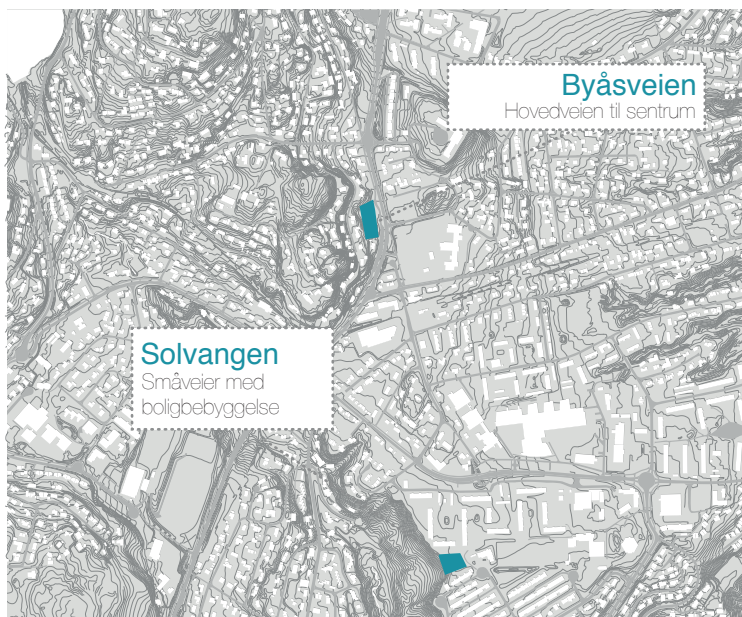 Byåsveien
Hovedveien til sentrum
Solvangen
Småveier med
boligbebyggelse